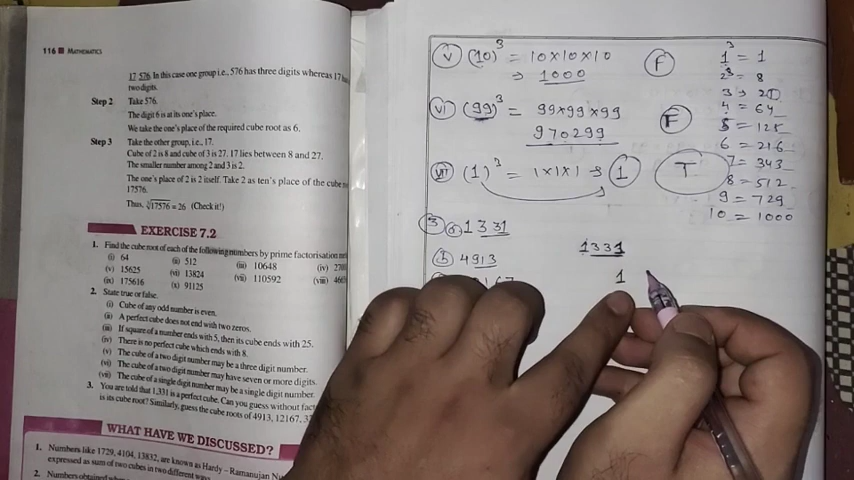 116 MATHEMATICS
17 576. In this case one group i.e., 576 has three digits whereas 17
two digits.
Step 2 Take 576.
The digit 6 is at its one's place.
We take the one's place of the required cube root as 6.
Step 3 Take the other group, i.e., 17.
Cube of 2 is 8 and cube of 3 is 27. 17 lies between 8 and 27.
The smaller number among 2 and 3 is 2.
The one's place of 2 is 2 itself. Take 2 as ten's place of the cube
17576.
Thus, ∛17576 = 26 (Check it!)
EXERCISE 7.2
1. Find the cube root of each of the following numbers by prime factorisation
(i) 64 (ii) 512 (iii) 10648 (iv)
(v) 15625 (vi) 13824 (vii) 110592 (viii)
(ix) 175616 (x) 91125
2. State true or false.
(i) Cube of any odd number is even.
(ii) A perfect cube does not end with two zeros.
(iii) If square of a number ends with 5, then its cube ends with 25.
(iv) There is no perfect cube which ends with 8.
(v) The cube of a two digit number may be a three digit number.
(vi) The cube of a two digit number may have seven or more digits.
(vii) The cube of a single digit number may be a single digit number.
3. You are told that 1,331 is a perfect cube. Can you guess without
is its cube root? Similarly, guess the cube roots of 4913, 12167,
WHAT HAVE WE DISCUSSED?
1. Numbers like 1729, 4104, 13832, are known as Hardy – Ramanujan
expressed as sum of two cubes in two different
2. Numbers obtained
V (10)³ = 10×10×10 F
⇒ 1000
VI (99)³ = 99×99×99 F
970299
VII (1)³ = 1×1×1 ⇒ 1 T
3 1331
4913
1331
1
1³ = 1
2³ = 8
3 → 27
4 = 64
5 = 125
6 = 216
7 = 343
8 = 512
9 = 729
10 = 1000